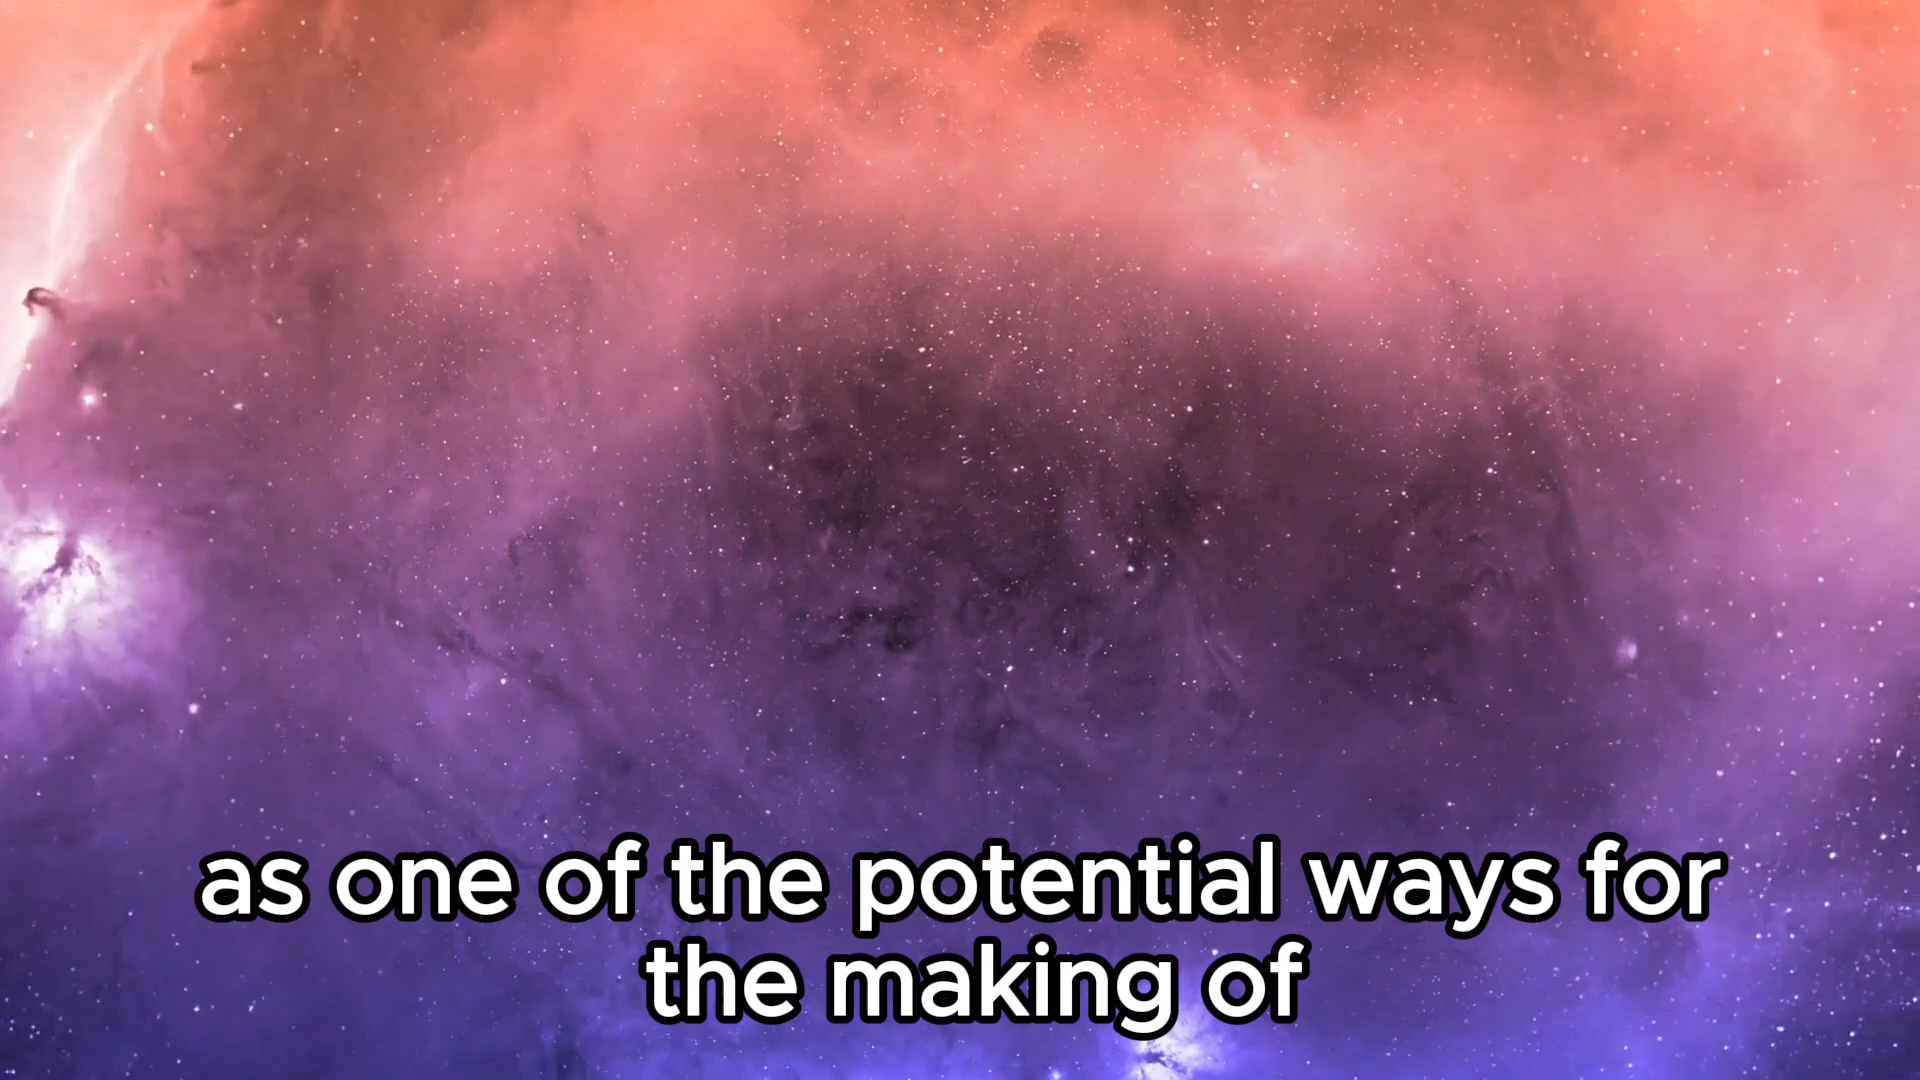 as one of the potential ways for
the making of